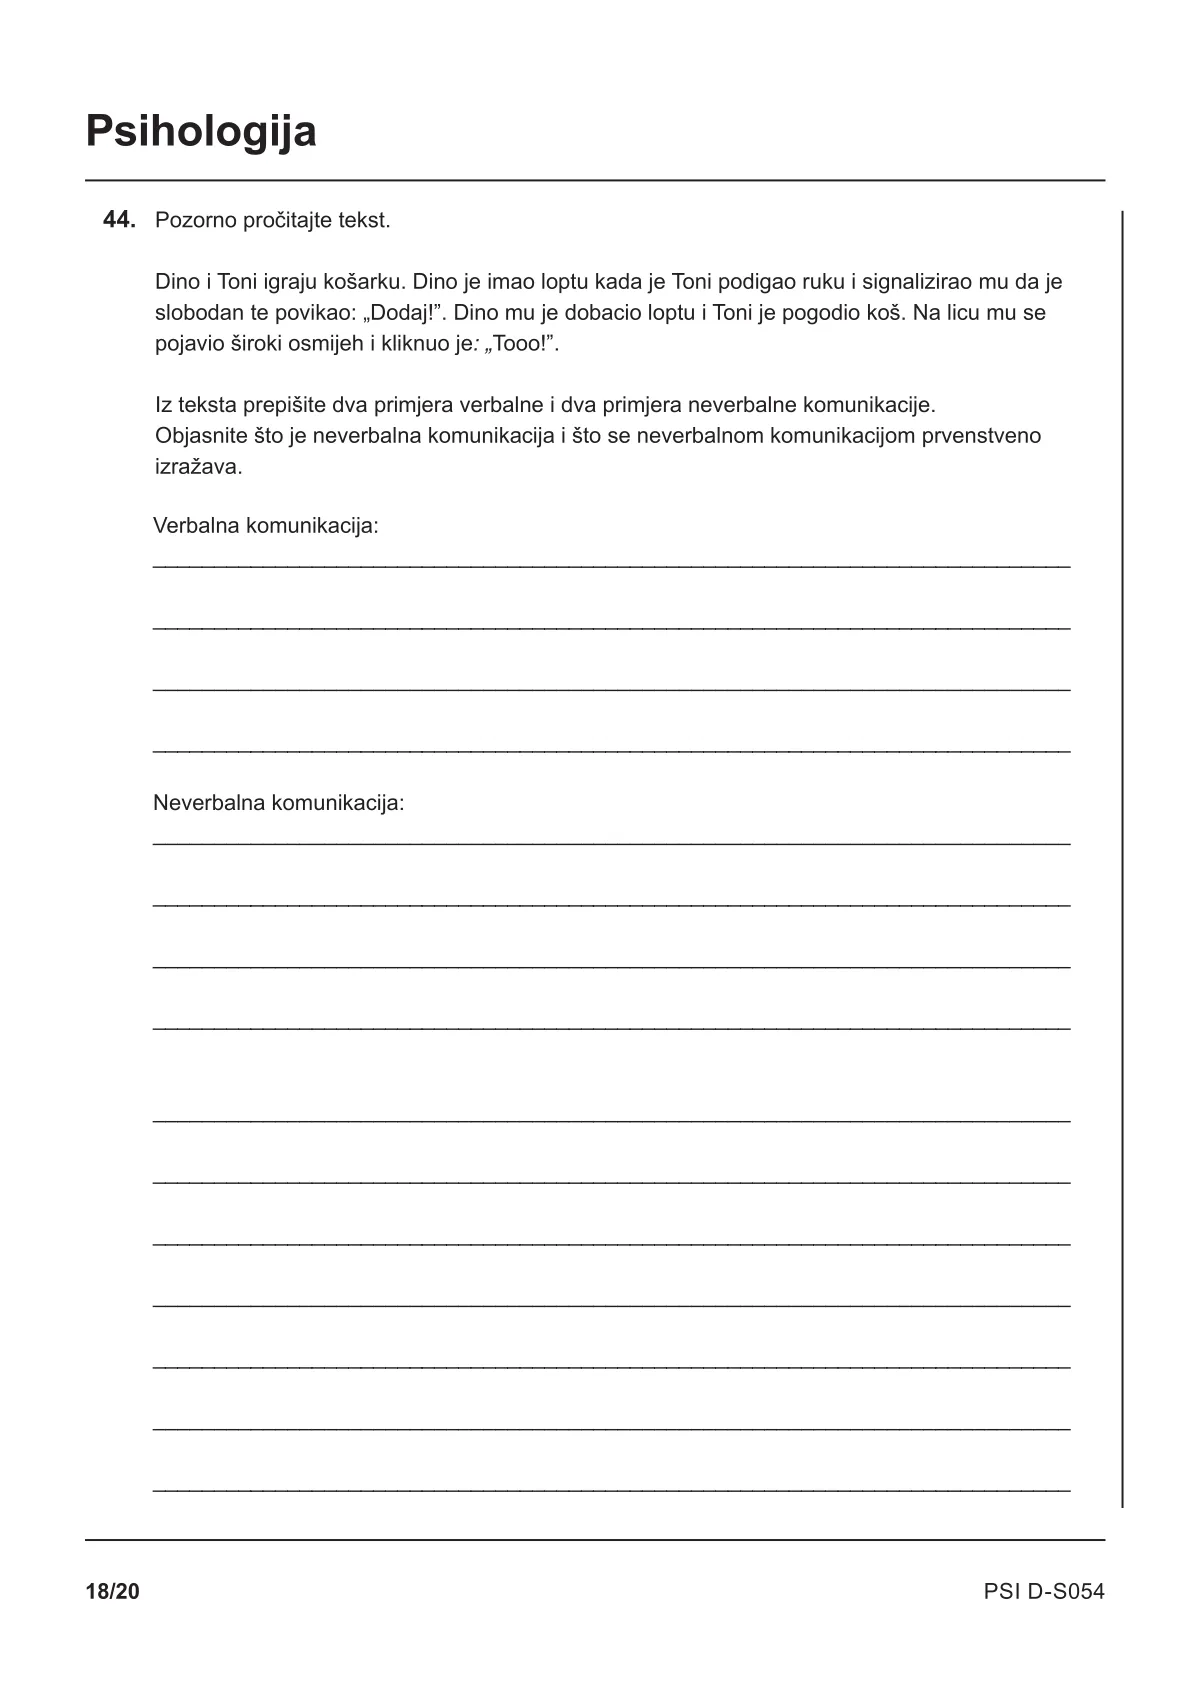 Psihologija
44. Pozorno pročitajte tekst.
Dino i Toni igraju košarku. Dino je imao loptu kada je Toni podigao ruku i signalizirao mu da je
slobodan te povikao: „Dodaj!”. Dino mu je dobacio loptu i Toni je pogodio koš. Na licu mu se
pojavio široki osmijeh i kliknuo je: „Tooo!”.
Iz teksta prepišite dva primjera verbalne i dva primjera neverbalne komunikacije.
Objasnite što je neverbalna komunikacija i što se neverbalnom komunikacijom prvenstveno
izražava.
Verbalna komunikacija:
Neverbalna komunikacija:
18/20
PSI D-S054